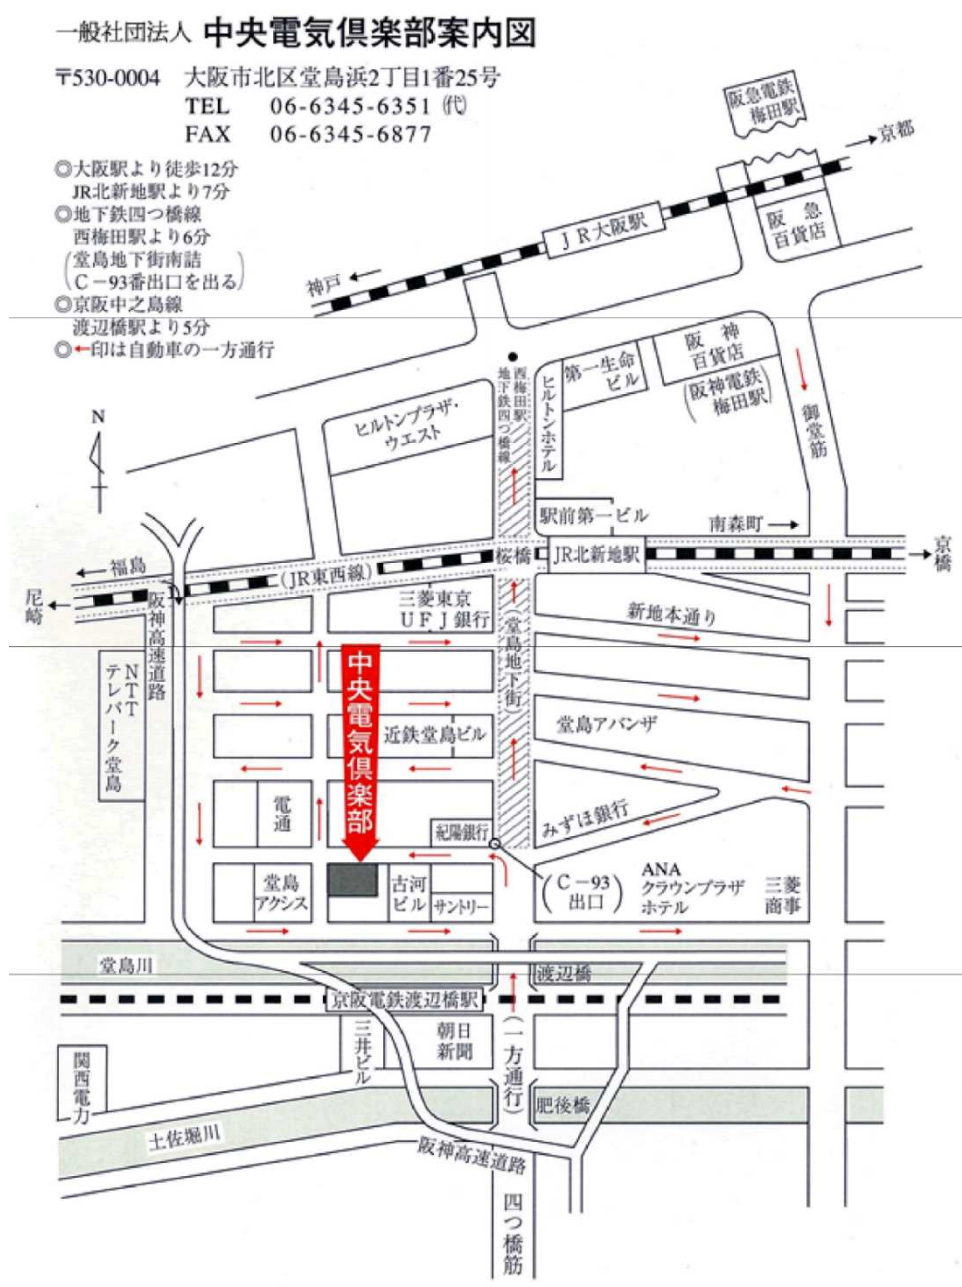 一般社団法人 中央電気倶楽部案内図
〒530-0004 大阪市北区堂島浜2丁目1番25号
TEL 06-6345-6351 (代)
FAX 06-6345-6877
◎大阪駅より徒歩12分
JR北新地駅より7分
◎地下鉄四つ橋線
西梅田駅より6分
(堂島地下街南詰
C-93番出口を出る)
◎京阪中之島線
渡辺橋駅より5分
◎←印は自動車の一方通行
阪急電鉄
梅田駅
→京都
JR大阪駅
阪急
百貨店
神戸←
阪神
百貨店
(阪神電鉄
梅田駅)
第一生命
ビル
ヒルトンホテル
西梅田駅
地下鉄四つ橋線
ヒルトンプラザ・
ウエスト
御堂筋
N
駅前第一ビル
南森町→
←福島
(JR東西線)
桜橋
JR北新地駅
京橋
尼崎
阪神高速道路
三菱東京
UFJ銀行
新地本通り
(堂島地下街)
NTT
テレパーク堂島
中央電気倶楽部
近鉄堂島ビル
堂島アバンザ
電通
紀陽銀行
みずほ銀行
堂島
アクシス
古河
ビル
サントリー
(C-93
出口)
ANA
クラウンプラザ
ホテル
三菱
商事
堂島川
渡辺橋
京阪電鉄渡辺橋駅
三井ビル
朝日
新聞
(一方通行)
関西電力
肥後橋
土佐堀川
阪神高速道路
四つ橋筋